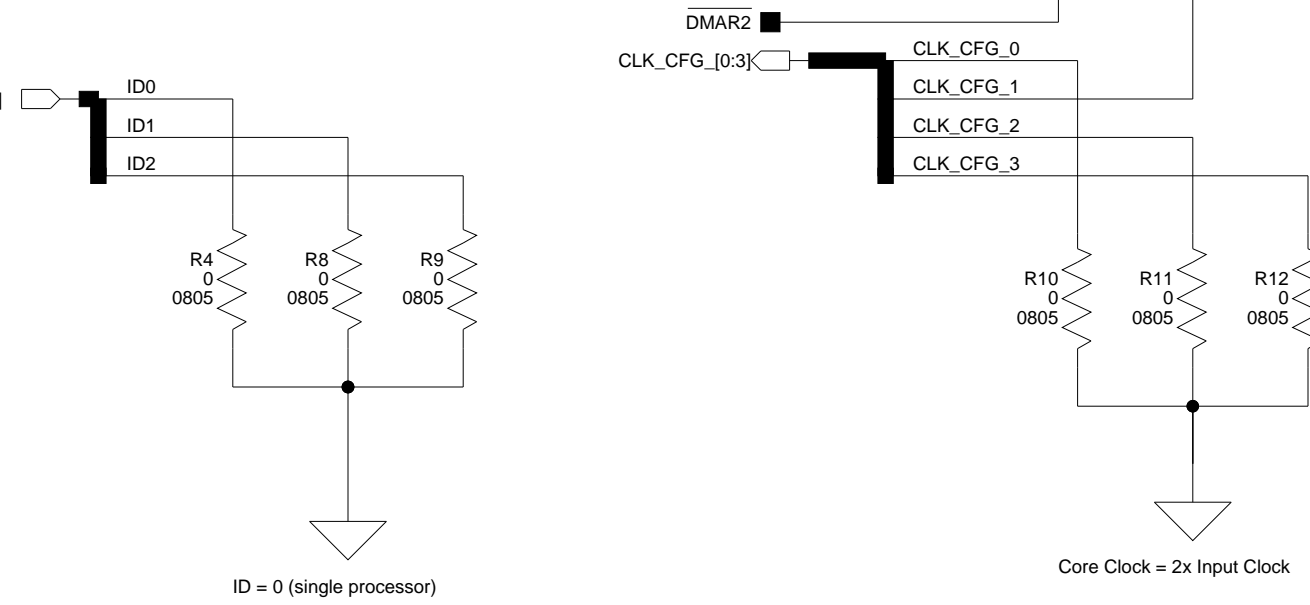 DMAR2
CLK_CFG_[0:3]
CLK_CFG_0
CLK_CFG_1
CLK_CFG_2
CLK_CFG_3
ID0
ID1
ID2
R4
0
0805
R8
0
0805
R9
0
0805
R10
0
0805
R11
0
0805
R12
0
0805
ID = 0 (single processor)
Core Clock = 2x Input Clock